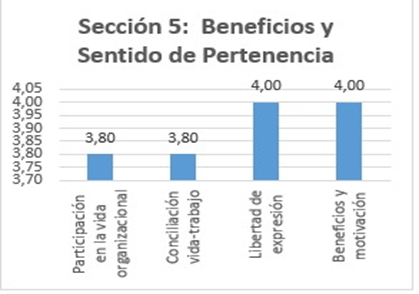 Sección 5:  Beneficios y
Sentido de Pertenencia
4,05
4,00
3,95
3,90
3,85
3,80
3,75
3,70
3,80
3,80
4,00
4,00
Participación
en la vida
organizacional
Conciliación
vida-trabajo
Libertad de
expresión
Beneficios y
motivación